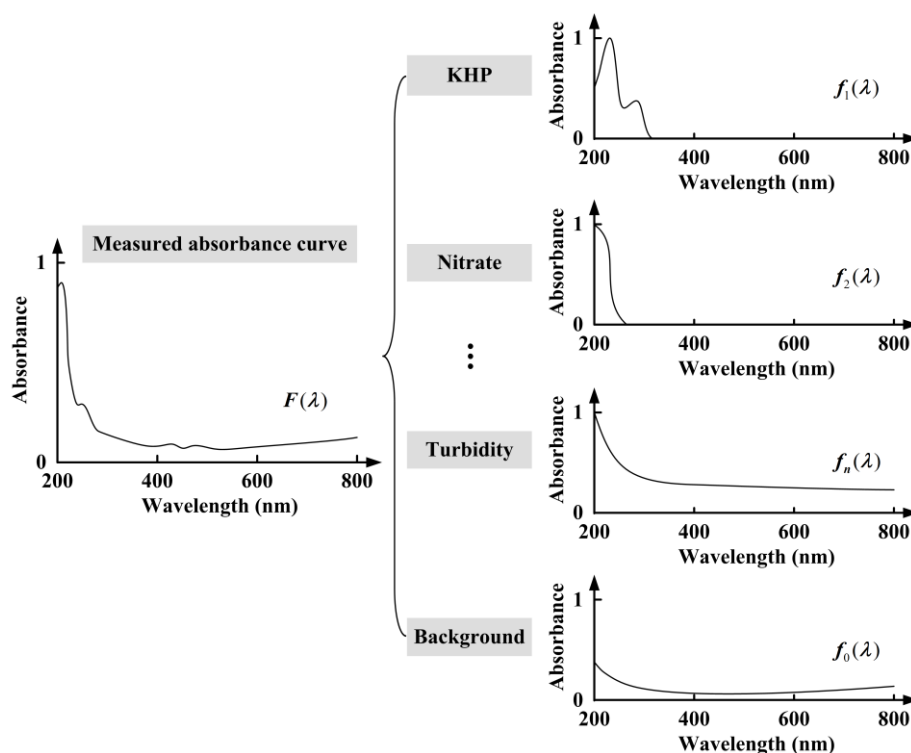 Measured absorbance curve
1
Absorbance
F(λ)
0
200 400 600 800
Wavelength (nm)
KHP
Nitrate
⋮
Turbidity
Background
1
Absorbance
f₁(λ)
0
200 400 600 800
Wavelength (nm)
1
Absorbance
f₂(λ)
0
200 400 600 800
Wavelength (nm)
1
Absorbance
fₙ(λ)
0
200 400 600 800
Wavelength (nm)
1
Absorbance
f₀(λ)
0
200 400 600 800
Wavelength (nm)